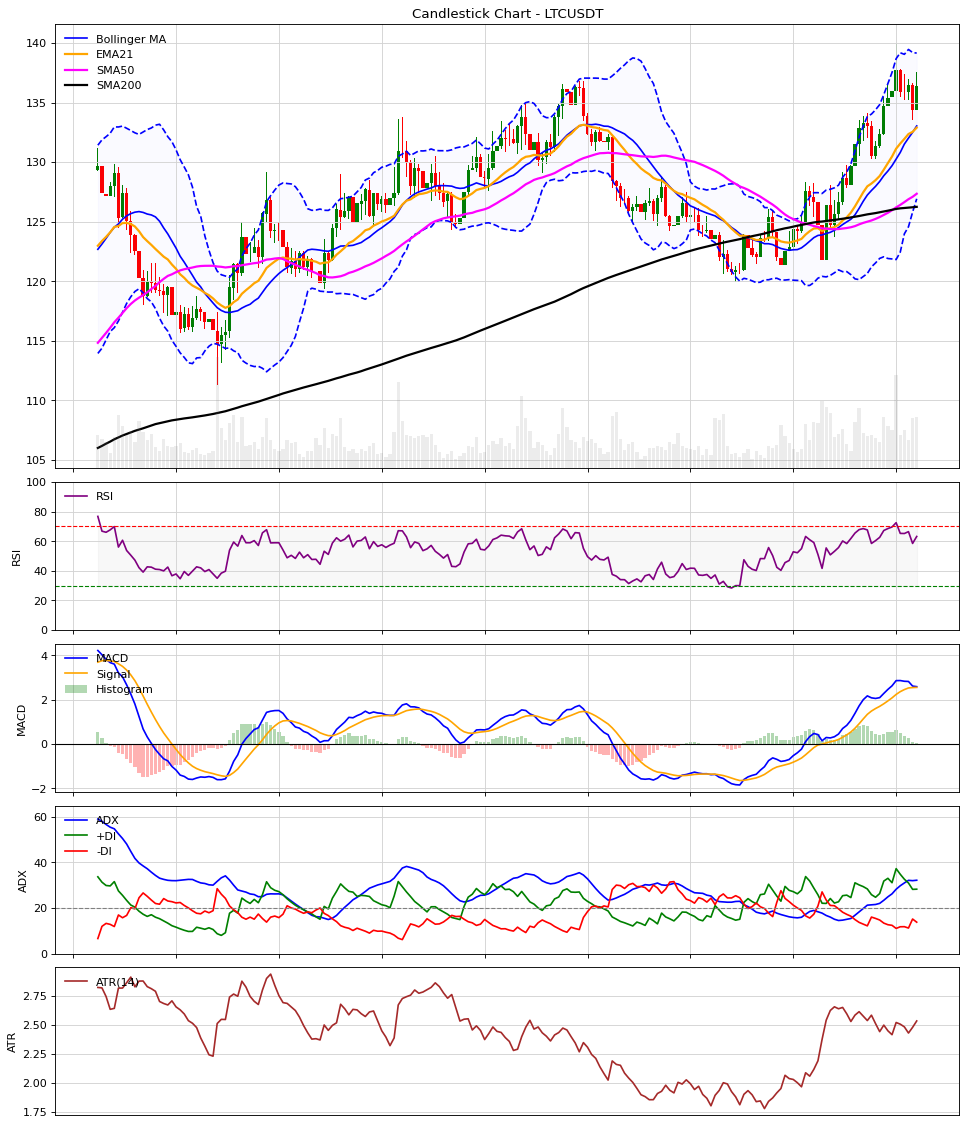 Candlestick Chart - LTCUSDT
140
135
130
125
120
115
110
105
Bollinger MA
EMA21
SMA50
SMA200
100
80
60
40
20
0
RSI
RSI
4
2
0
−2
MACD
MACD
Signal
Histogram
60
40
20
0
ADX
ADX
+DI
-DI
2.75
2.50
2.25
2.00
1.75
ATR
ATR(14)